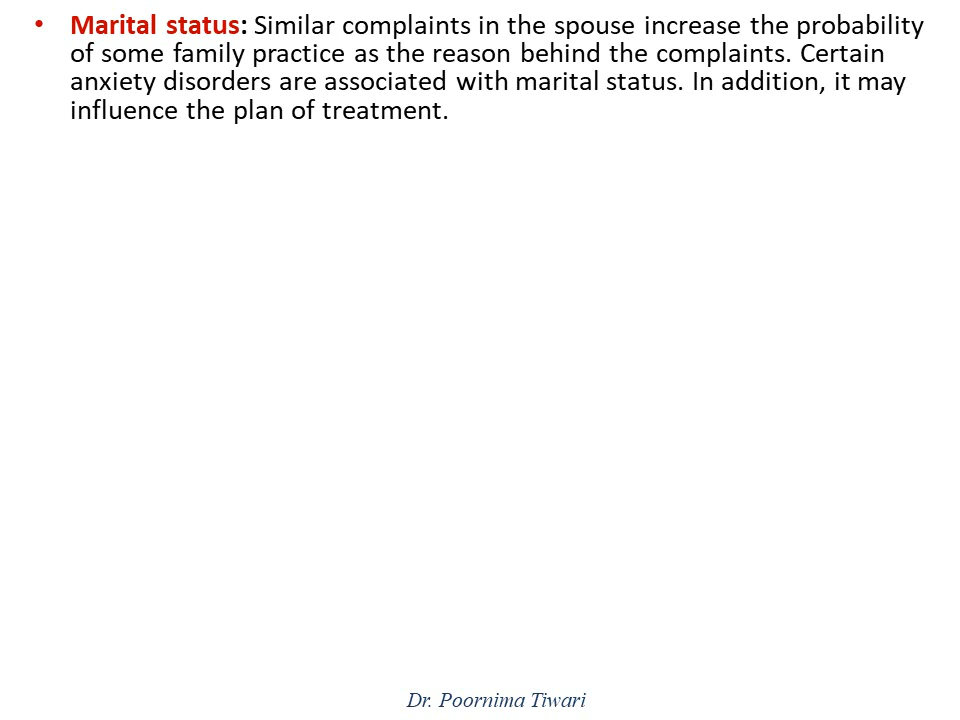 • Marital status: Similar complaints in the spouse increase the probability
of some family practice as the reason behind the complaints. Certain
anxiety disorders are associated with marital status. In addition, it may
influence the plan of treatment.
Dr. Poornima Tiwari